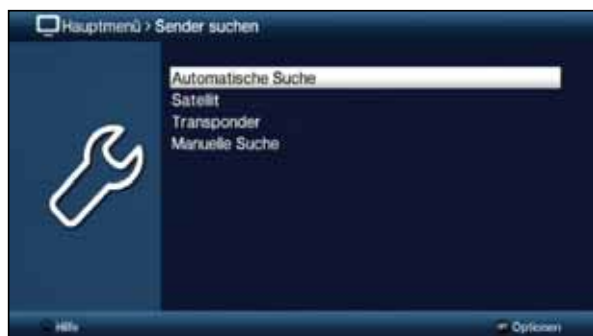 Hauptmenü > Sender suchen
Automatische Suche
Satellit
Transponder
Manuelle Suche
Hilfe
Optionen